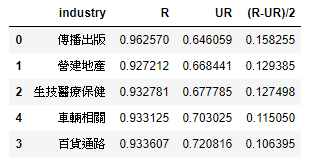 industry R UR (R-UR)/2
0 傳播出版 0.962570 0.646059 0.158255
1 營建地產 0.927212 0.668441 0.129385
2 生技醫療保健 0.932781 0.677785 0.127498
4 車輛相關 0.933125 0.703025 0.115050
3 百貨通路 0.933607 0.720816 0.106395